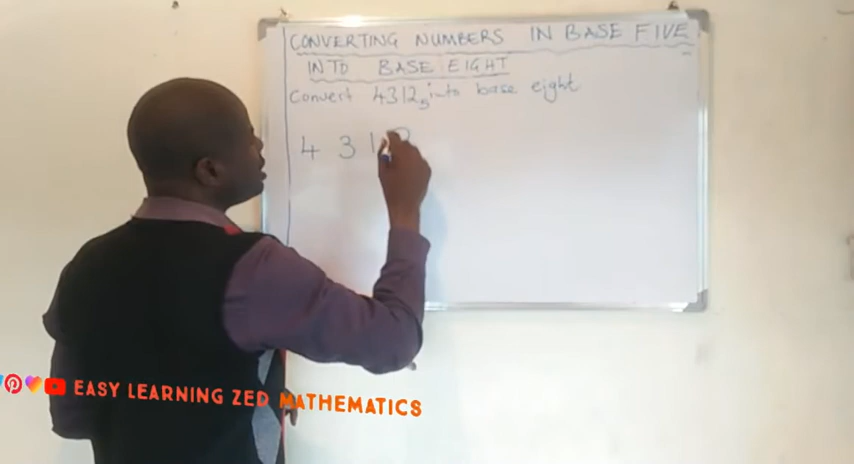 CONVERTING NUMBERS IN BASE FIVE
INTO BASE EIGHT
Convert 4312₅ into base eight
4 3 1 2
EASY LEARNING ZED MATHEMATICS